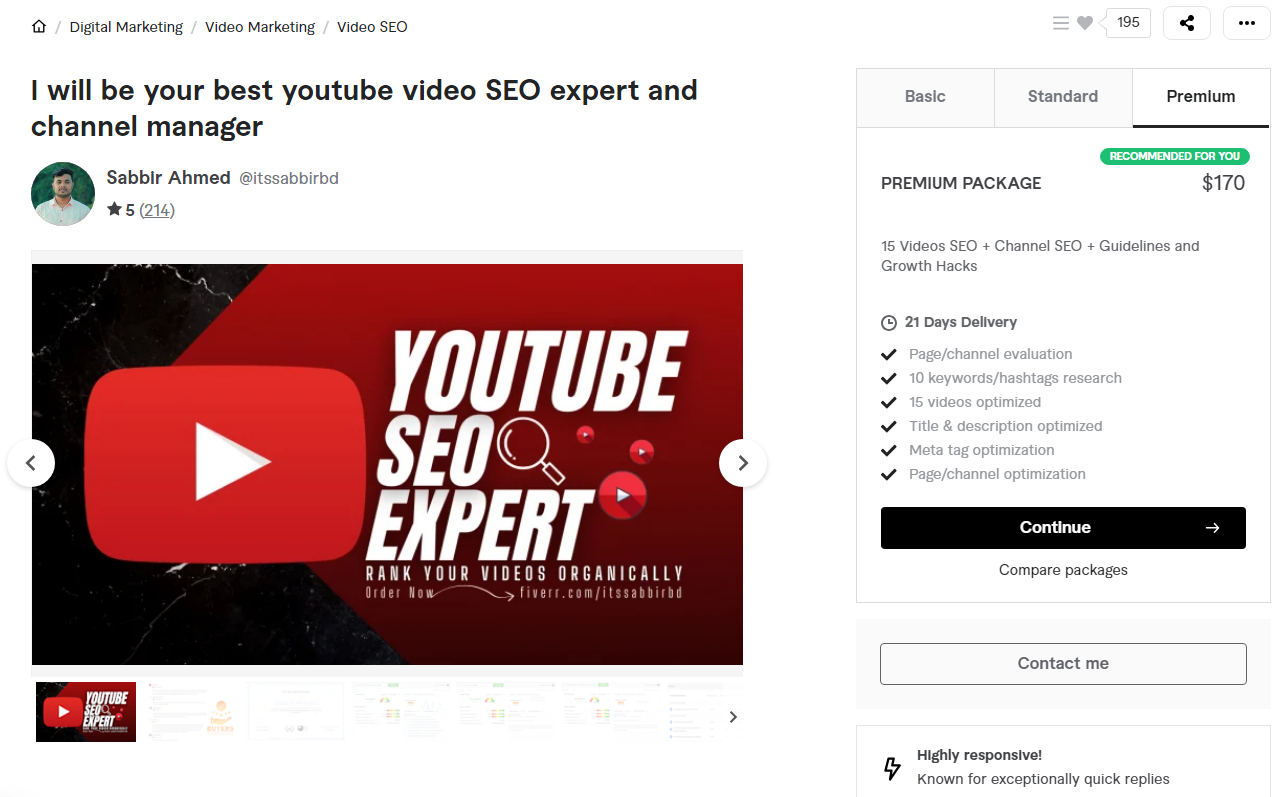 / Digital Marketing / Video Marketing / Video SEO
195
I will be your best youtube video SEO expert and
channel manager
Sabbir Ahmed @itssabbirbd
5 (214)
YOUTUBE
SEO
EXPERT
RANK YOUR VIDEOS ORGANICALLY
Order Now fiverr.com/itssabbirbd
YOUTUBE
SEO
EXPERT
Basic
Standard
Premium
RECOMMENDED FOR YOU
PREMIUM PACKAGE
$170
15 Videos SEO + Channel SEO + Guidelines and
Growth Hacks
21 Days Delivery
Page/channel evaluation
10 keywords/hashtags research
15 videos optimized
Title & description optimized
Meta tag optimization
Page/channel optimization
Continue
Compare packages
Contact me
Highly responsive!
Known for exceptionally quick replies